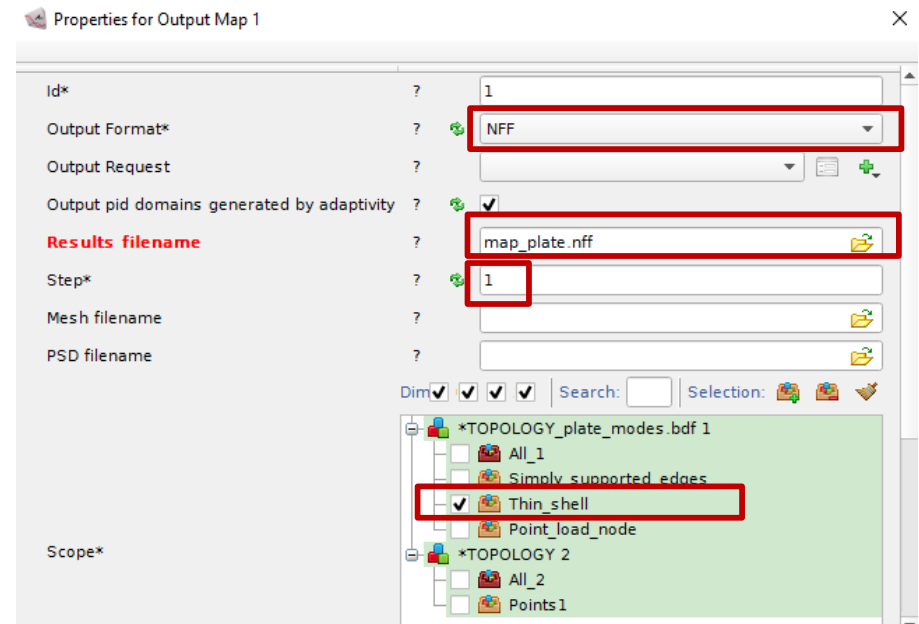 Properties for Output Map 1
Id* ? 1
Output Format* ? NFF
Output Request ?
Output pid domains generated by adaptivity ?
Results filename ? map_plate.nff
Step* ? 1
Mesh filename ?
PSD filename ?
Dim Search: Selection:
*TOPOLOGY_plate_modes.bdf 1
All_1
Simply_supported_edges
Thin_shell
Point_load_node
Scope* *TOPOLOGY 2
All_2
Points1